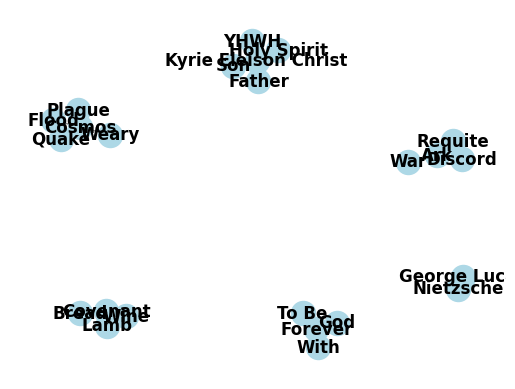 YHWH
Holy Spirit
Kyrie Eleison Christ
Son
Father
Plague
Flood
Cosmos
Weary
Quake
Requite
Ark
War
Discord
George Luc
Nietzsche
Covenant
Bread
Wine
Lamb
To Be
God
Forever
With